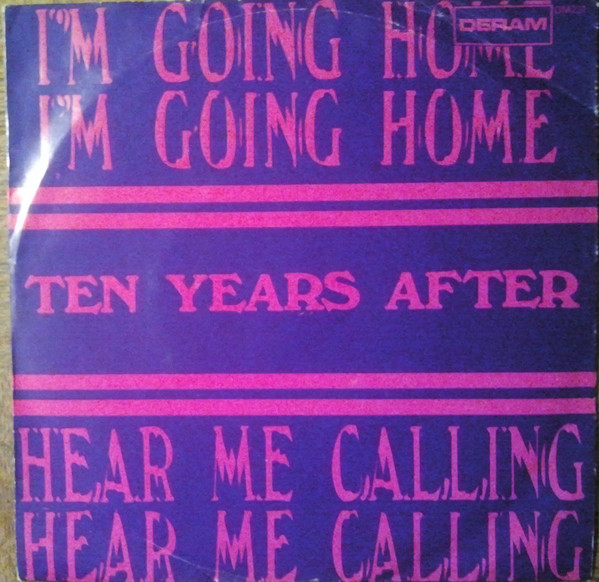 I'M GOING HOME
DERAM
I'M GOING HOME
TEN YEARS AFTER
HEAR ME CALLING
HEAR ME CALLING